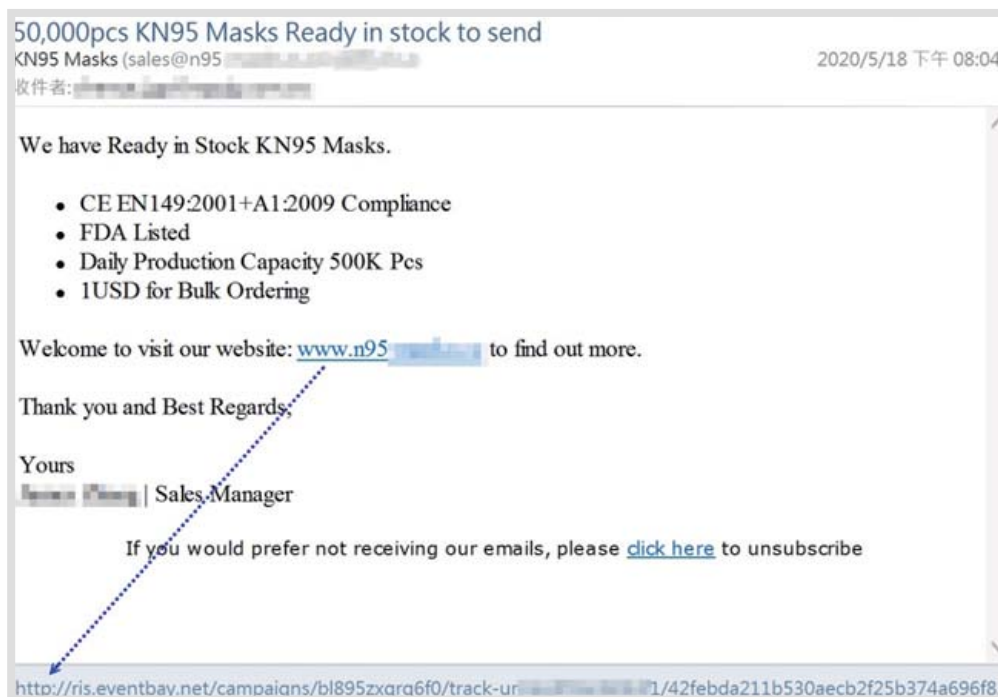 50,000pcs KN95 Masks Ready in stock to send
KN95 Masks (sales@n95
2020/5/18 下午 08:04
收件者:
We have Ready in Stock KN95 Masks.
• CE EN149:2001+A1:2009 Compliance
• FDA Listed
• Daily Production Capacity 500K Pcs
• 1USD for Bulk Ordering
Welcome to visit our website: www.n95 to find out more.
Thank you and Best Regards,
Yours
| Sales Manager
If you would prefer not receiving our emails, please click here to unsubscribe
http://ris.eventbay.net/campaigns/bl895zxgrg6f0/track-ur 1/42febda211b530aecb2f25b374a696f8